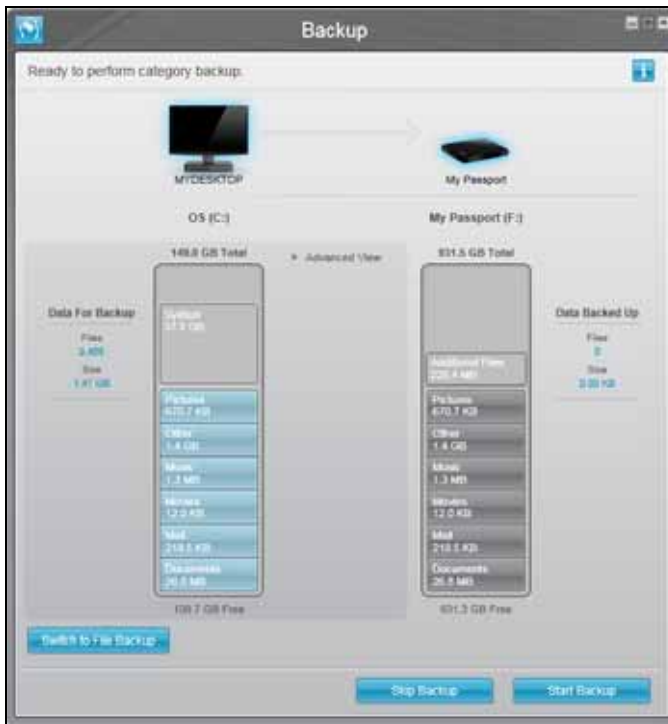 Backup
Ready to perform category backup.
MYDESKTOP
My Passport
OS (C:)
My Passport (F:)
149.0 GB Total
Advanced View
931.5 GB Total
Data For Backup
Files
Size
1.47 GB
System
Pictures
670.7 KB
Other
1.4 GB
Music
1.3 MB
Movies
12.0 KB
Mail
218.5 KB
Documents
26.8 MB
Additional Files
Pictures
670.7 KB
Other
1.4 GB
Music
1.3 MB
Movies
12.0 KB
Mail
218.5 KB
Documents
26.8 MB
Data Backed Up
Files
0
Size
0.00 KB
GB Free
931.3 GB Free
Switch to File Backup
Stop Backup
Start Backup